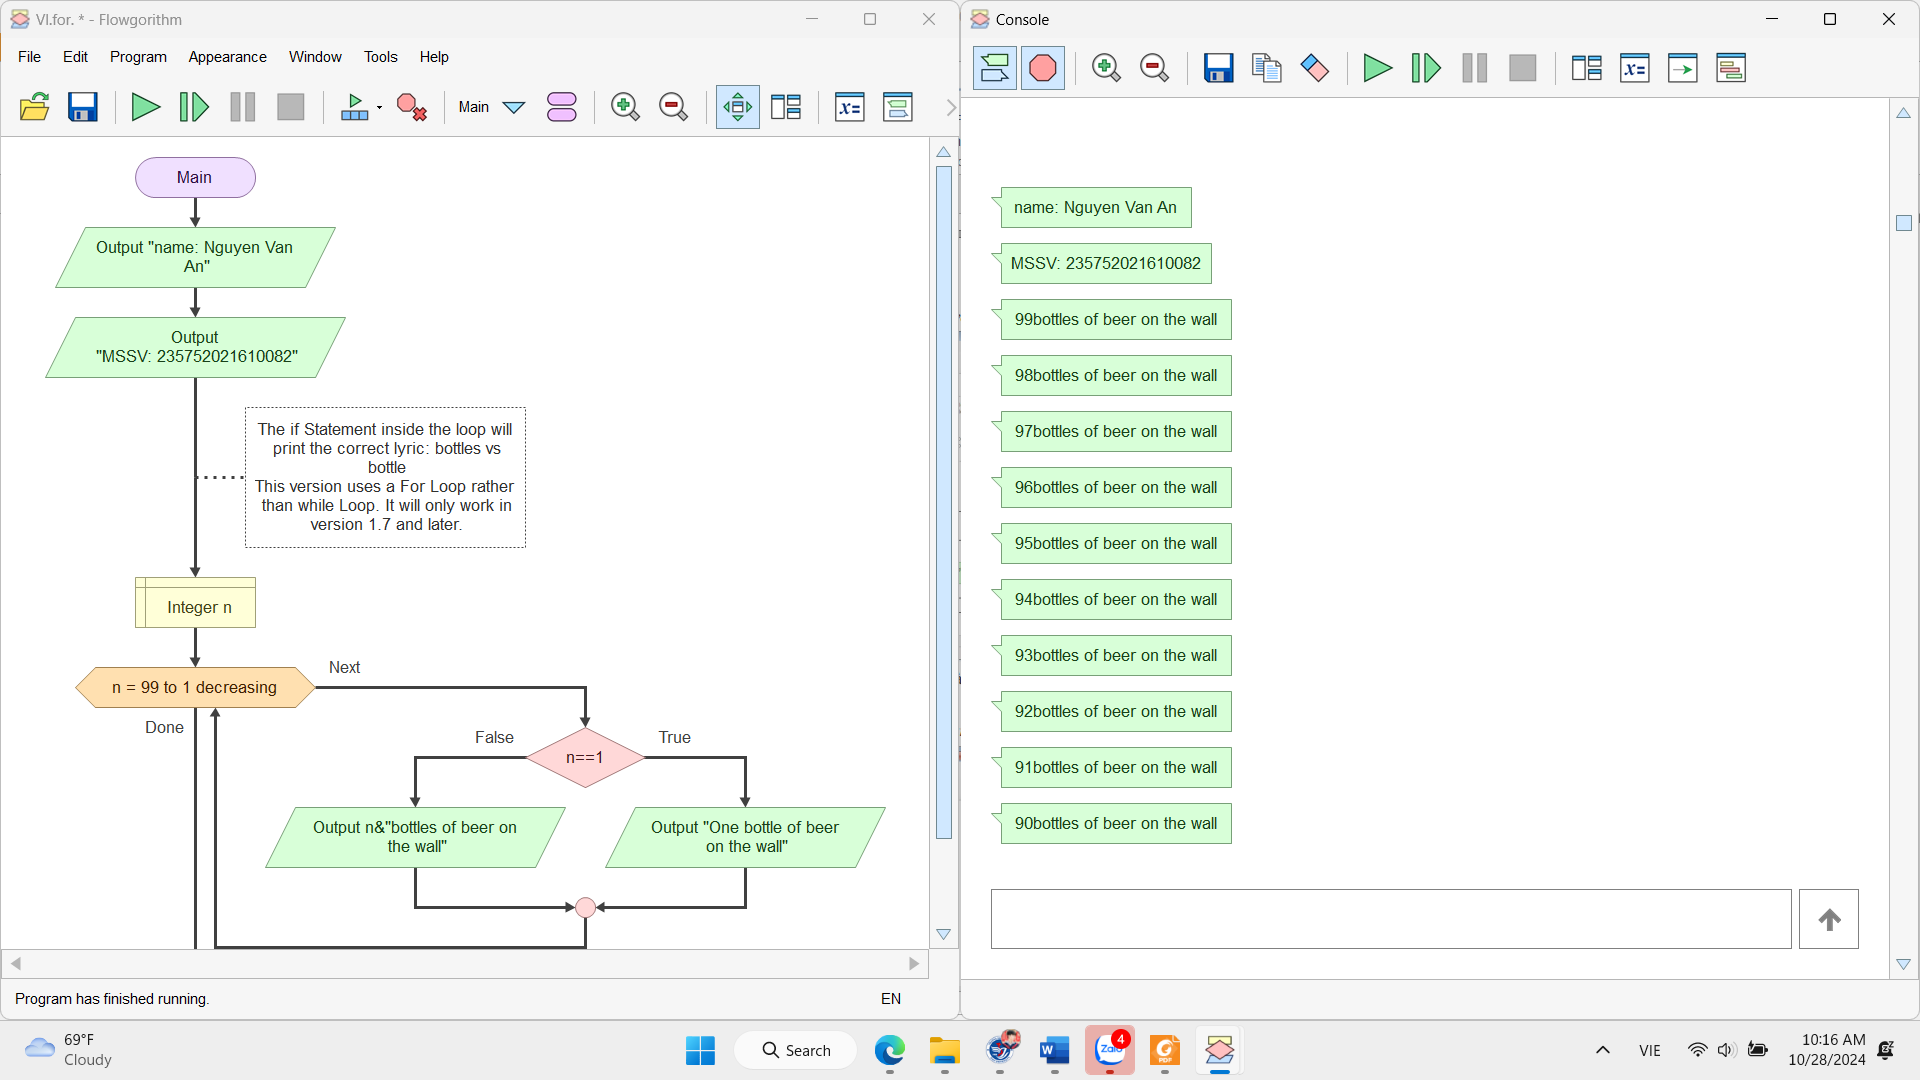 VI.for. * - Flowgorithm
File Edit Program Appearance Window Tools Help
Main
Main
Output "name: Nguyen Van
An"
Output
"MSSV: 235752021610082"
The if Statement inside the loop will
print the correct lyric: bottles vs
bottle
This version uses a For Loop rather
than while Loop. It will only work in
version 1.7 and later.
Integer n
n = 99 to 1 decreasing
Next
Done
False
n==1
True
Output n&"bottles of beer on
the wall"
Output "One bottle of beer
on the wall"
Program has finished running.
EN
Console
name: Nguyen Van An
MSSV: 235752021610082
99bottles of beer on the wall
98bottles of beer on the wall
97bottles of beer on the wall
96bottles of beer on the wall
95bottles of beer on the wall
94bottles of beer on the wall
93bottles of beer on the wall
92bottles of beer on the wall
91bottles of beer on the wall
90bottles of beer on the wall
69°F
Cloudy
Search
Zalo
4
PDF
VIE
10:16 AM
10/28/2024